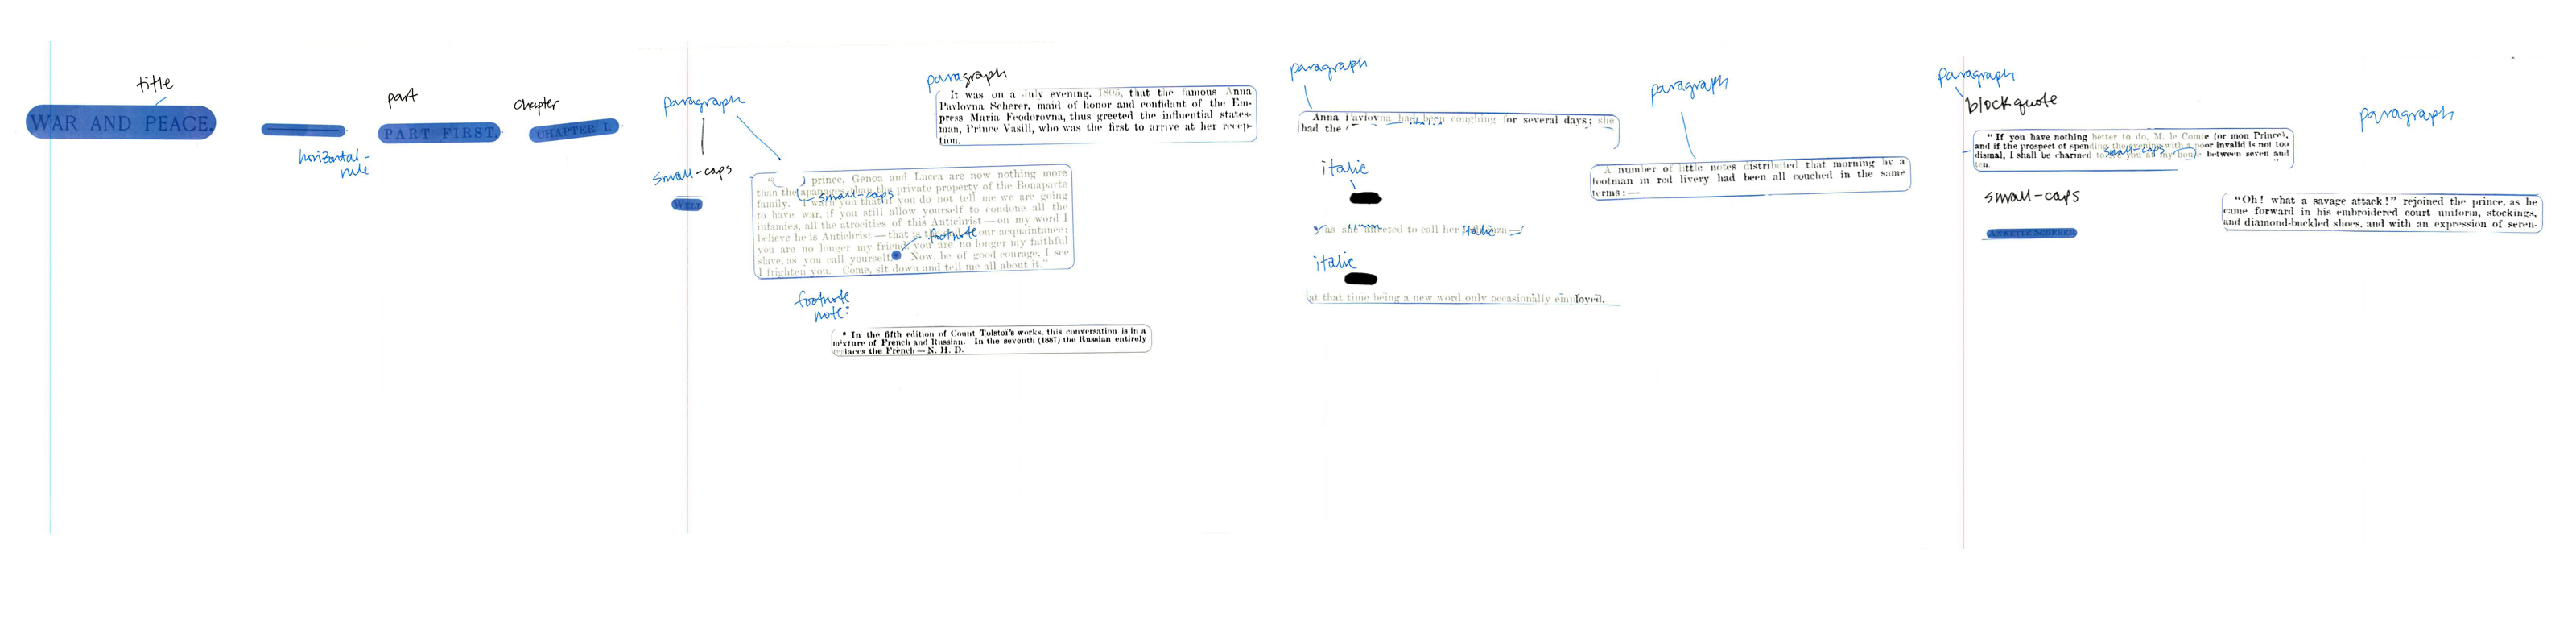 title
WAR AND PEACE.
horizontal-
rule
part
PART FIRST.
chapter
CHAPTER I.
paragraph
small-caps
WELL
" prince, Genoa and Lucca are now nothing more
than the apanages than the private property of the Bonaparte
small-caps
family. I warn you that if you do not tell me we are going
to have war, if you still allow yourself to condone all the
infamies, all the atrocities of this Antichrist — on my word I
believe he is Antichrist — that is our acquaintance;
footnote
you are no longer my friend, you are no longer my faithful
slave, as you call yourself. Now, be of good courage, I see
I frighten you. Come, sit down and tell me all about it."
footnote
note:
* In the fifth edition of Count Tolstoï's works, this conversation is in a
mixture of French and Russian. In the seventh (1887) the Russian entirely
replaces the French — N. H. D.
paragraph
It was on a July evening, 1805, that the famous Anna
Pavlovna Scherer, maid of honor and confidant of the Em-
press Maria Feodorovna, thus greeted the influential states-
man, Prince Vasili, who was the first to arrive at her recep-
tion.
paragraph
Anna Pavlovna had been coughing for several days; she
had the
italic
italic
as she affected to call her
italic
italic
at that time being a new word only occasionally employed.
paragraph
A number of little notes distributed that morning by a
footman in red livery had been all couched in the same
terms: —
paragraph
blockquote
"If you have nothing better to do, M. le Comte (or mon Prince),
and if the prospect of spending the evening with a poor invalid is not too
dismal, I shall be charmed to see you at my house between seven and
small-caps
ten. "
small-caps
ANNETTE SCHERER
paragraph
"Oh! what a savage attack!" rejoined the prince, as he
came forward in his embroidered court uniform, stockings,
and diamond-buckled shoes, and with an expression of seren-